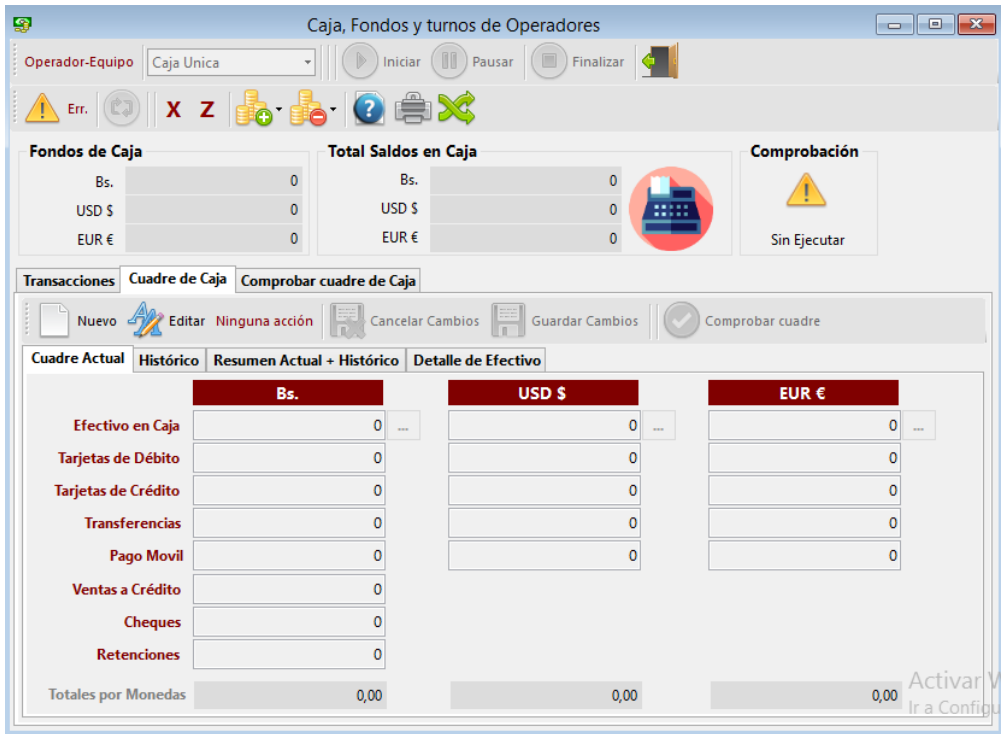 Caja, Fondos y turnos de Operadores
Operador-Equipo Caja Unica Iniciar Pausar Finalizar
Err. X Z
Fondos de Caja Total Saldos en Caja Comprobación
Bs. 0 Bs. 0
USD $ 0 USD $ 0
EUR € 0 EUR € 0 Sin Ejecutar
Transacciones Cuadre de Caja Comprobar cuadre de Caja
Nuevo Editar Ninguna acción Cancelar Cambios Guardar Cambios Comprobar cuadre
Cuadre Actual Histórico Resumen Actual + Histórico Detalle de Efectivo
Bs. USD $ EUR €
Efectivo en Caja 0 ... 0 ... 0 ...
Tarjetas de Débito 0 0 0
Tarjetas de Crédito 0 0 0
Transferencias 0 0 0
Pago Movil 0 0 0
Ventas a Crédito 0
Cheques 0
Retenciones 0
Totales por Monedas 0,00 0,00 0,00
Activar W
Ir a Configu